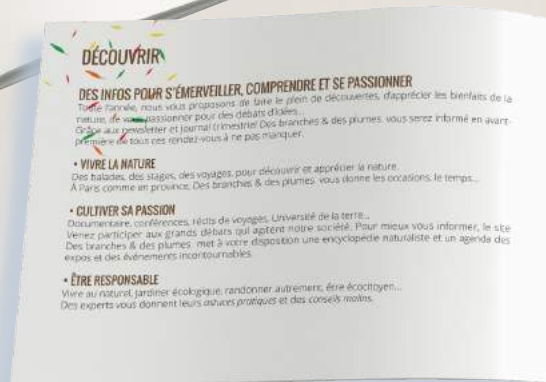 DÉCOUVRIR
DES INFOS POUR S'ÉMERVEILLER, COMPRENDRE ET SE PASSIONNER
Toute l'année, nous vous proposons de faire le plein de découvertes, d'apprécier les bienfaits de la
nature, de vous passionner pour des débats d'idées...
Grâce aux newsletter et journal trimestriel Des branches & des plumes, vous serez informé en avant-
première de tous ces rendez-vous à ne pas manquer.
• VIVRE LA NATURE
Des balades, des stages, des voyages, pour découvrir et apprécier la nature.
À Paris comme en province, Des branches & des plumes vous donne les occasions, le temps...
• CULTIVER SA PASSION
Documentaire, conférences, récits de voyages, Université de la terre...
Venez participer aux grands débats qui agitent notre société. Pour mieux vous informer, le site
Des branches & des plumes met à votre disposition une encyclopédie naturaliste et un agenda des
expos et des événements incontournables.
• ÊTRE RESPONSABLE
Vivre au naturel, jardiner écologique, randonner autrement, être écocitoyen...
Des experts vous donnent leurs astuces pratiques et des conseils malins.